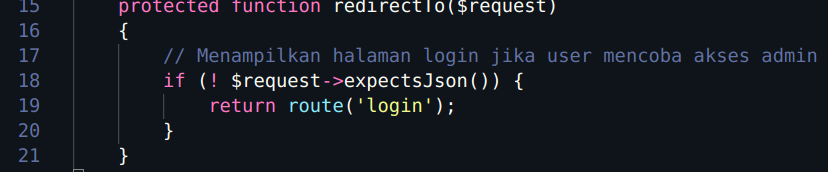 15 protected function redirectTo($request)
16 {
17 // Menampilkan halaman login jika user mencoba akses admin
18 if (! $request->expectsJson()) {
19 return route('login');
20 }
21 }